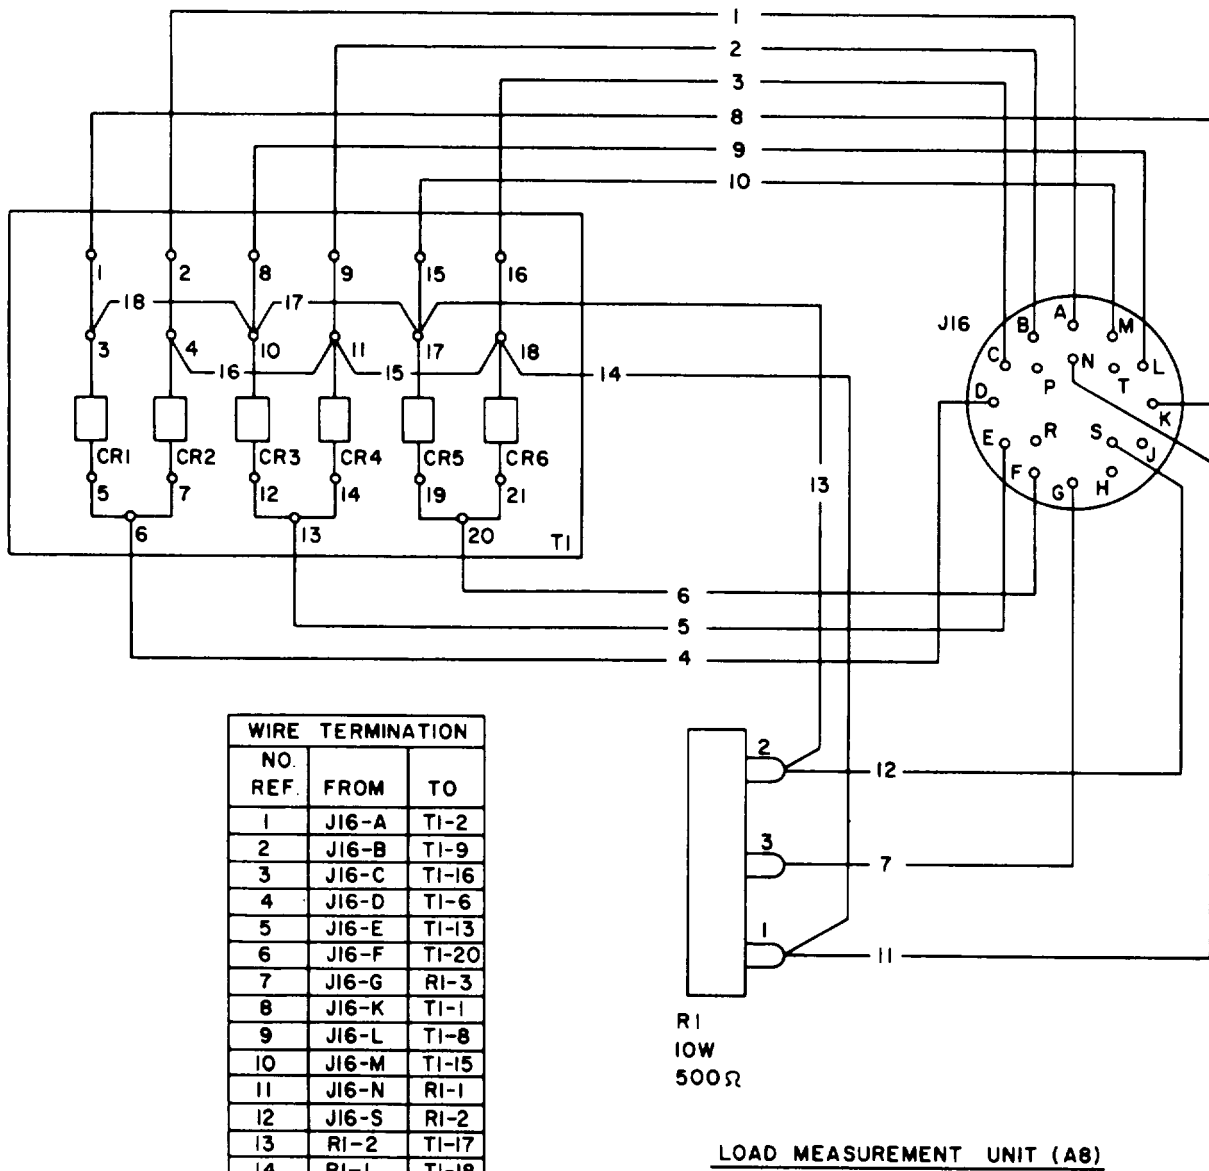 1
2
3
8
9
10
1 2 8 9 15 16
18 17
3 4 10 11 17 18
16 15 14
CR1 CR2 CR3 CR4 CR5 CR6
5 7 12 14 19 21
6 13 20
T1
J16
A
B M
C N L
P T
D K
E R S J
F G H
13
6
5
4
WIRE TERMINATION
NO. REF. FROM TO
1 J16-A T1-2
2 J16-B T1-9
3 J16-C T1-16
4 J16-D T1-6
5 J16-E T1-13
6 J16-F T1-20
7 J16-G R1-3
8 J16-K T1-1
9 J16-L T1-8
10 J16-M T1-15
11 J16-N R1-1
12 J16-S R1-2
13 R1-2 T1-17
14 R1-1 T1-18
2
12
3
7
1
11
R1
10W
500Ω
LOAD MEASUREMENT UNIT (A8)